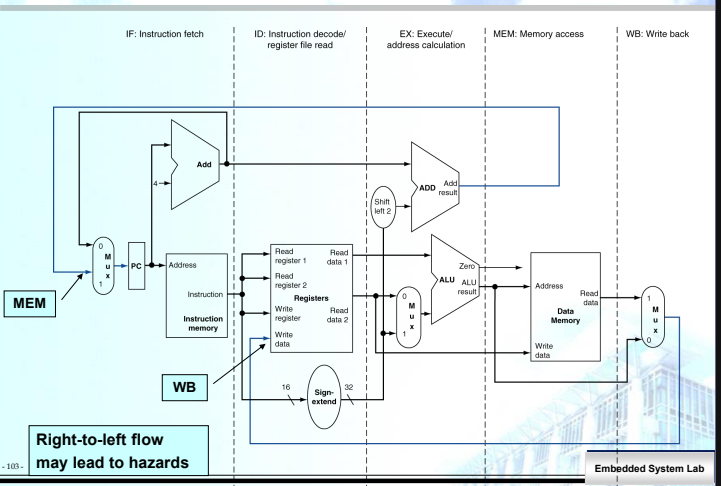 IF: Instruction fetch
ID: Instruction decode/
register file read
EX: Execute/
address calculation
MEM: Memory access
WB: Write back
Add
4
ADD
Add
result
Shift
left 2
0
M
u
x
1
PC
Address
Instruction
Instruction
memory
Read
register 1
Read
register 2
Write
register
Write
data
Registers
Read
data 1
Read
data 2
0
M
u
x
1
Zero
ALU
ALU
result
Address
Read
data
Data
Memory
Write
data
1
M
u
x
0
MEM
WB
16
Sign-
extend
32
Right-to-left flow
may lead to hazards
- 103 -
Embedded System Lab